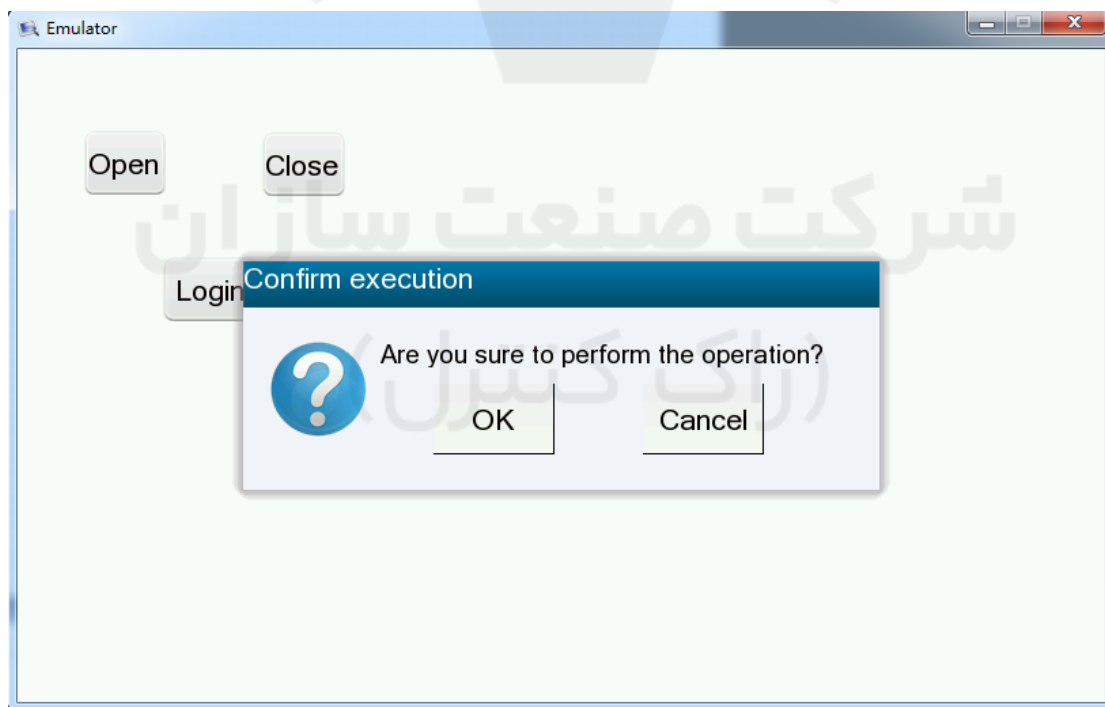 Emulator
Open
Close
شرکت صنعت سازان
Login
Confirm execution
Are you sure to perform the operation?
(راک کنترل)
OK
Cancel